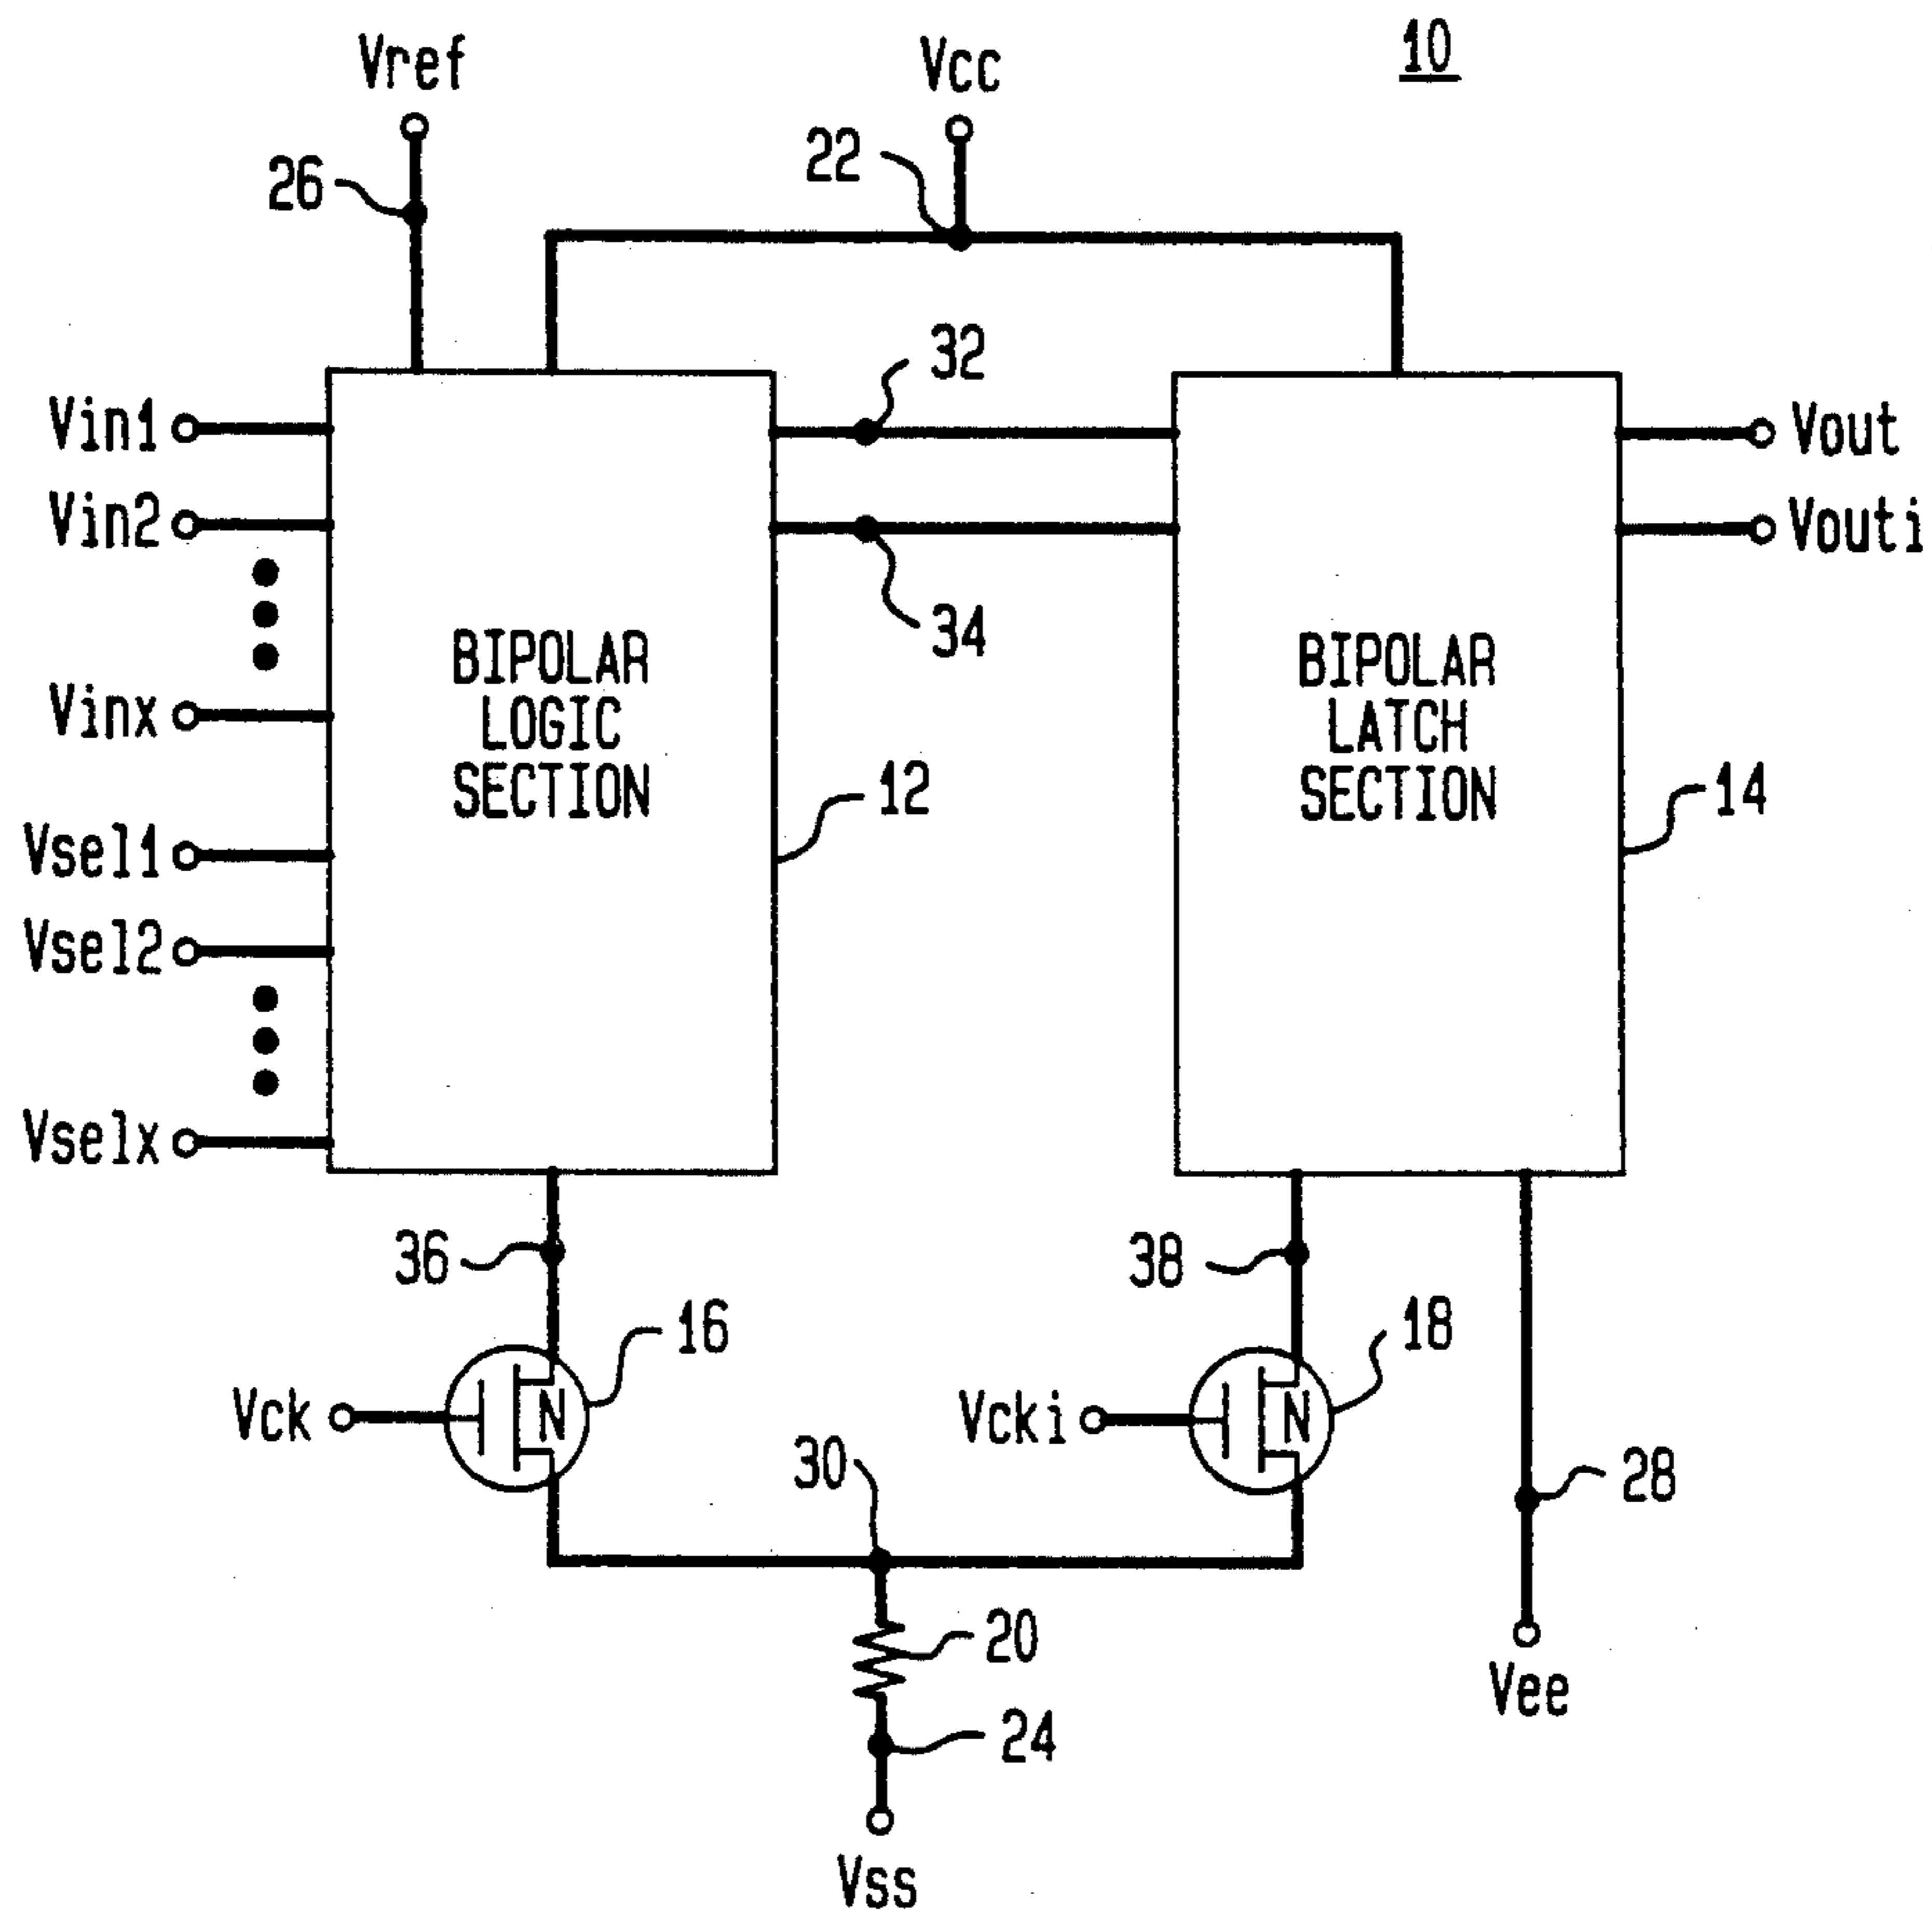 10
Vref
Vcc
26
22
32
Vin1
Vout
Vin2
Vouti
34
BIPOLAR
LOGIC
SECTION
BIPOLAR
LATCH
SECTION
Vinx
12
14
Vsel1
Vsel2
Vselx
36
38
16
18
Vck
N
Vcki
N
30
28
20
Vee
24
Vss